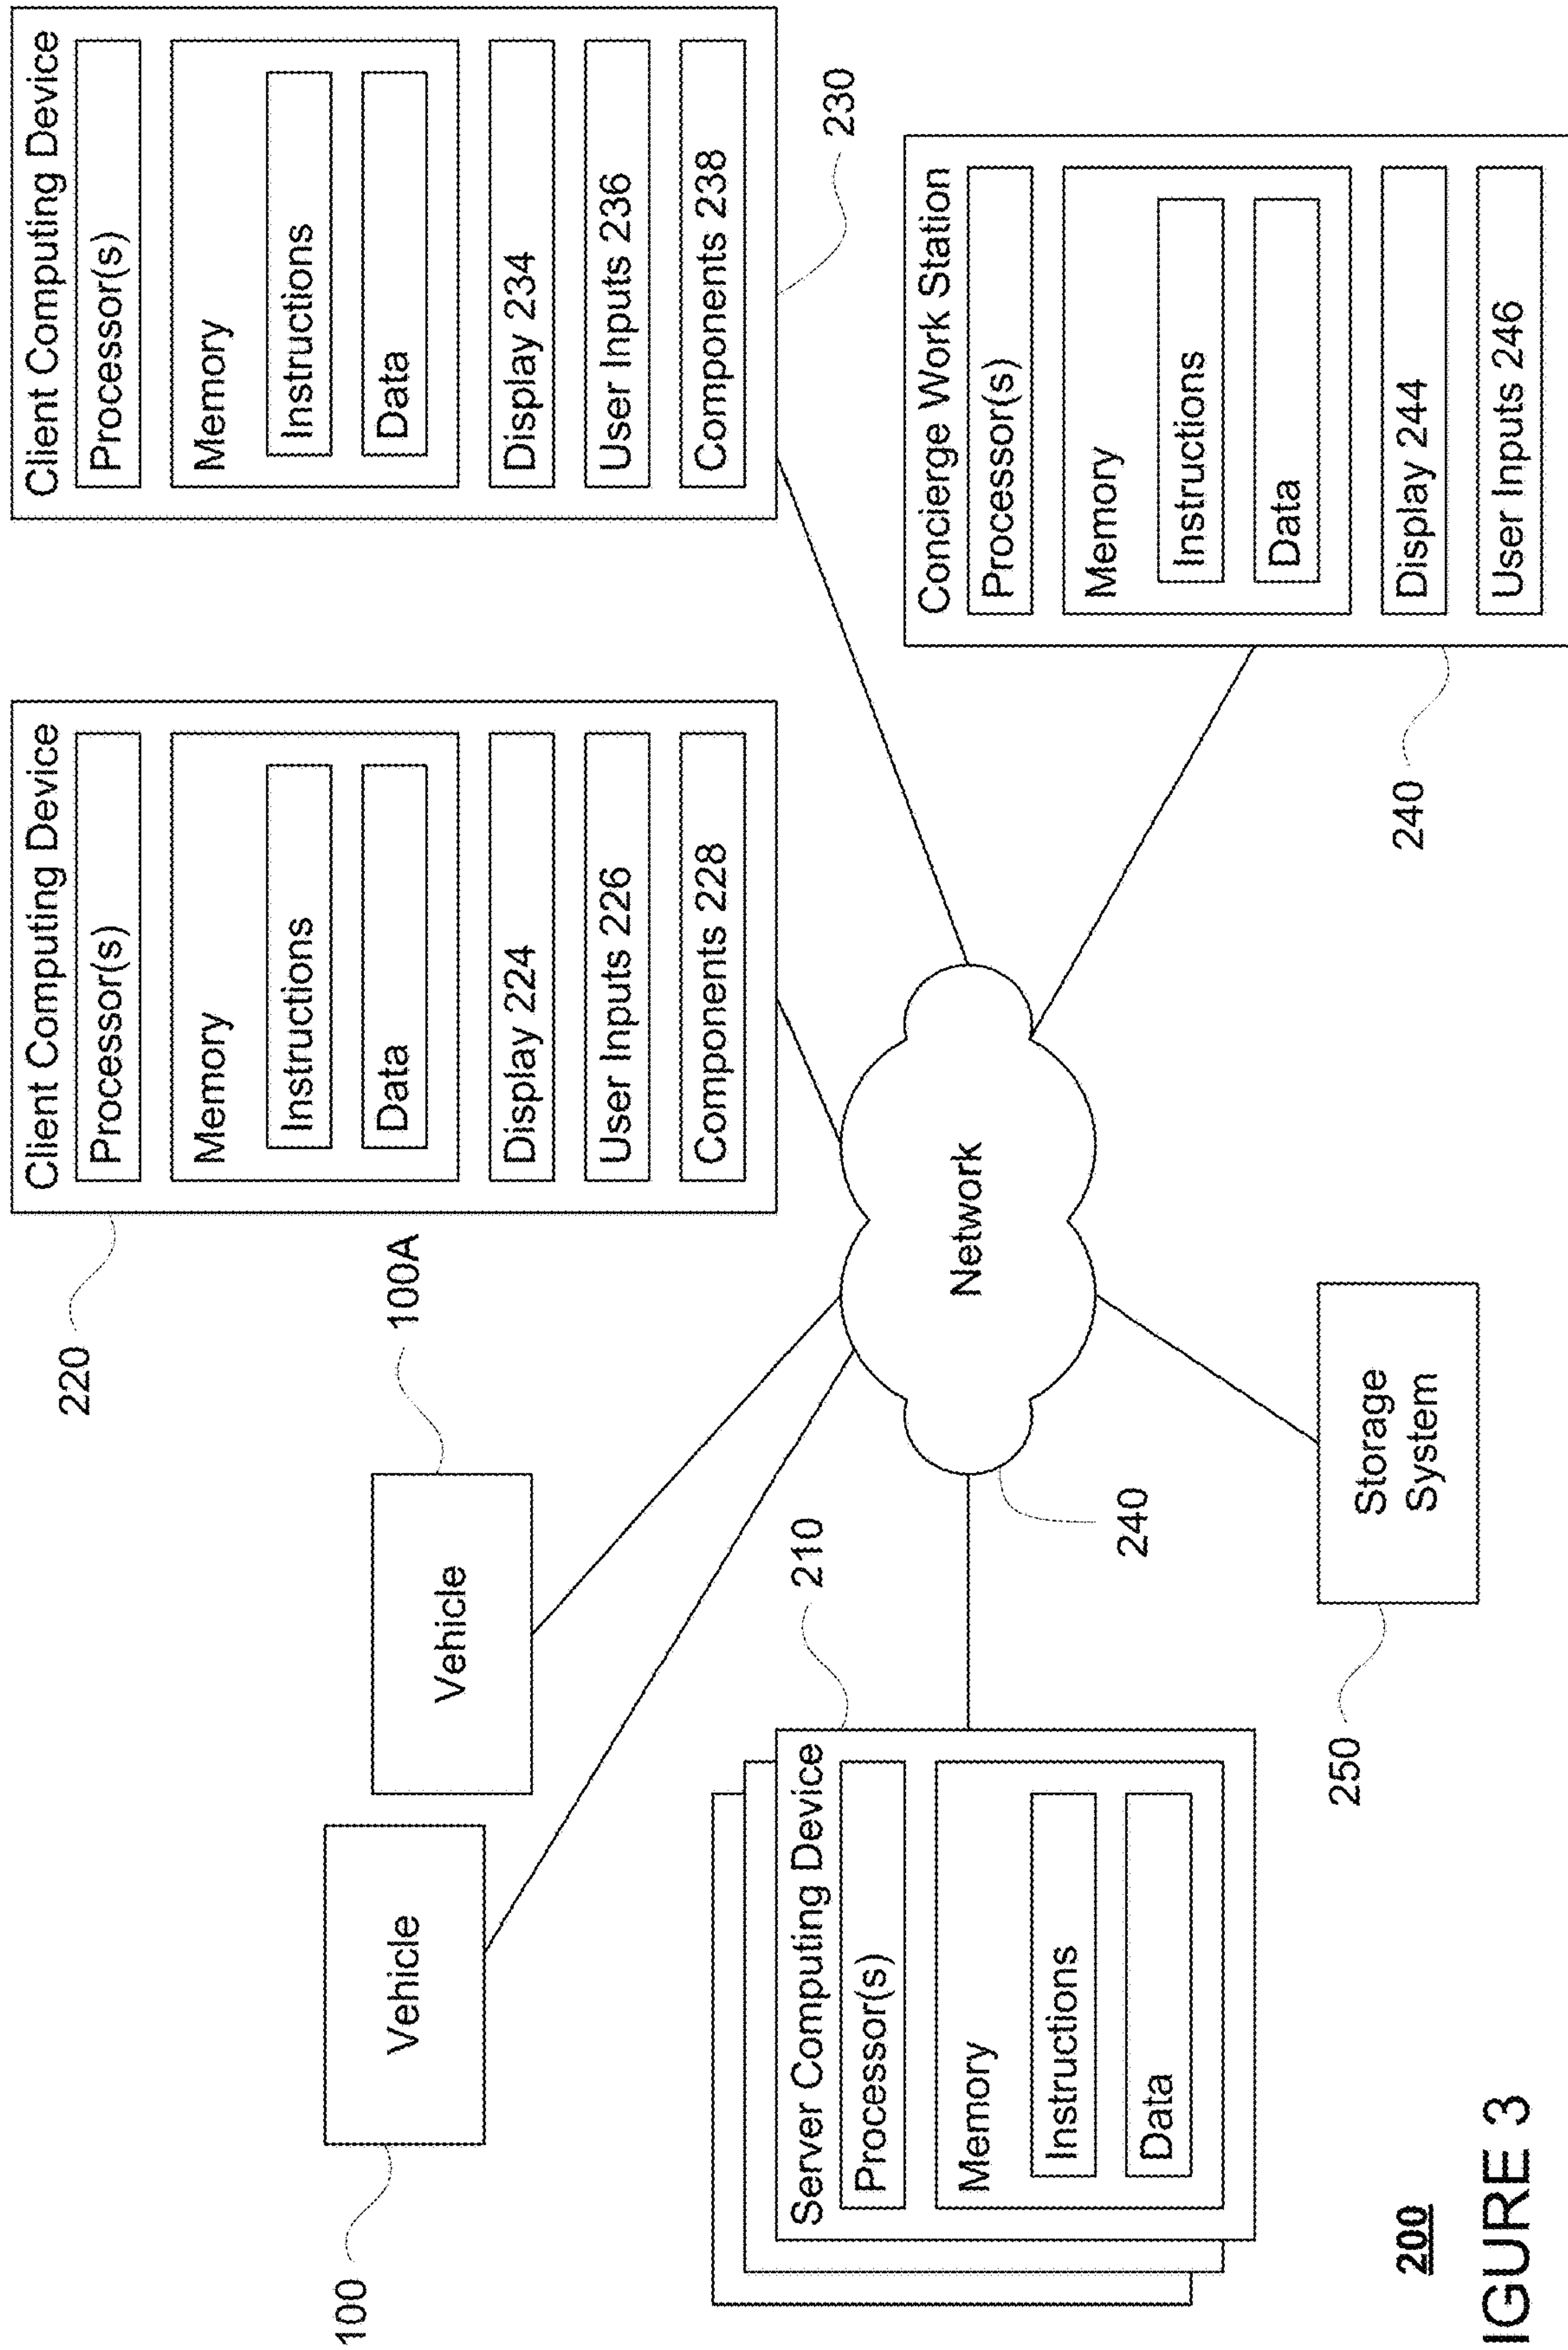 Client Computing Device
Processor(s)
Memory
Instructions
Data
Display 224
User Inputs 226
Components 228
220
Client Computing Device
Processor(s)
Memory
Instructions
Data
Display 234
User Inputs 236
Components 238
230
100
Vehicle
Vehicle
100A
Server Computing Device
Processor(s)
Memory
Instructions
Data
210
Network
240
Concierge Work Station
Processor(s)
Memory
Instructions
Data
Display 244
User Inputs 246
240
Storage
System
250
200
IGURE 3